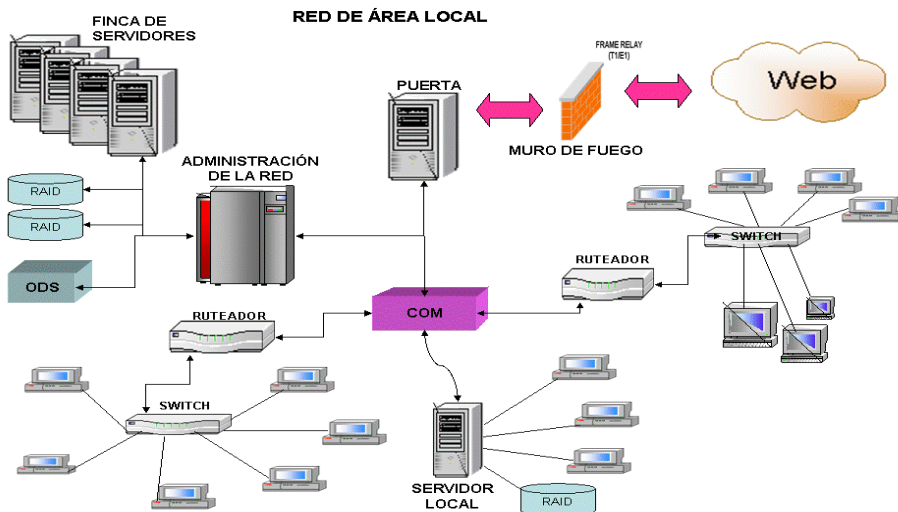 RED DE ÁREA LOCAL
FINCA DE
SERVIDORES
FRAME RELAY
(T1/E1)
PUERTA
Web
MURO DE FUEGO
ADMINISTRACIÓN
DE LA RED
RAID
RAID
SWITCH
RUTEADOR
ODS
COM
RUTEADOR
SWITCH
SERVIDOR
LOCAL
RAID